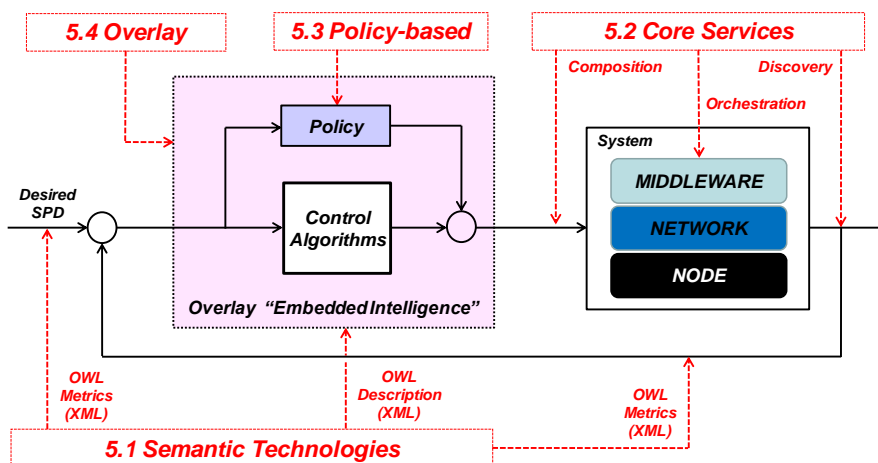 5.4 Overlay
5.3 Policy-based
5.2 Core Services
Composition
Discovery
Orchestration
Policy
System
MIDDLEWARE
Desired
SPD
Control
Algorithms
NETWORK
NODE
Overlay “Embedded Intelligence”
OWL
Metrics
(XML)
OWL
Description
(XML)
OWL
Metrics
(XML)
5.1 Semantic Technologies